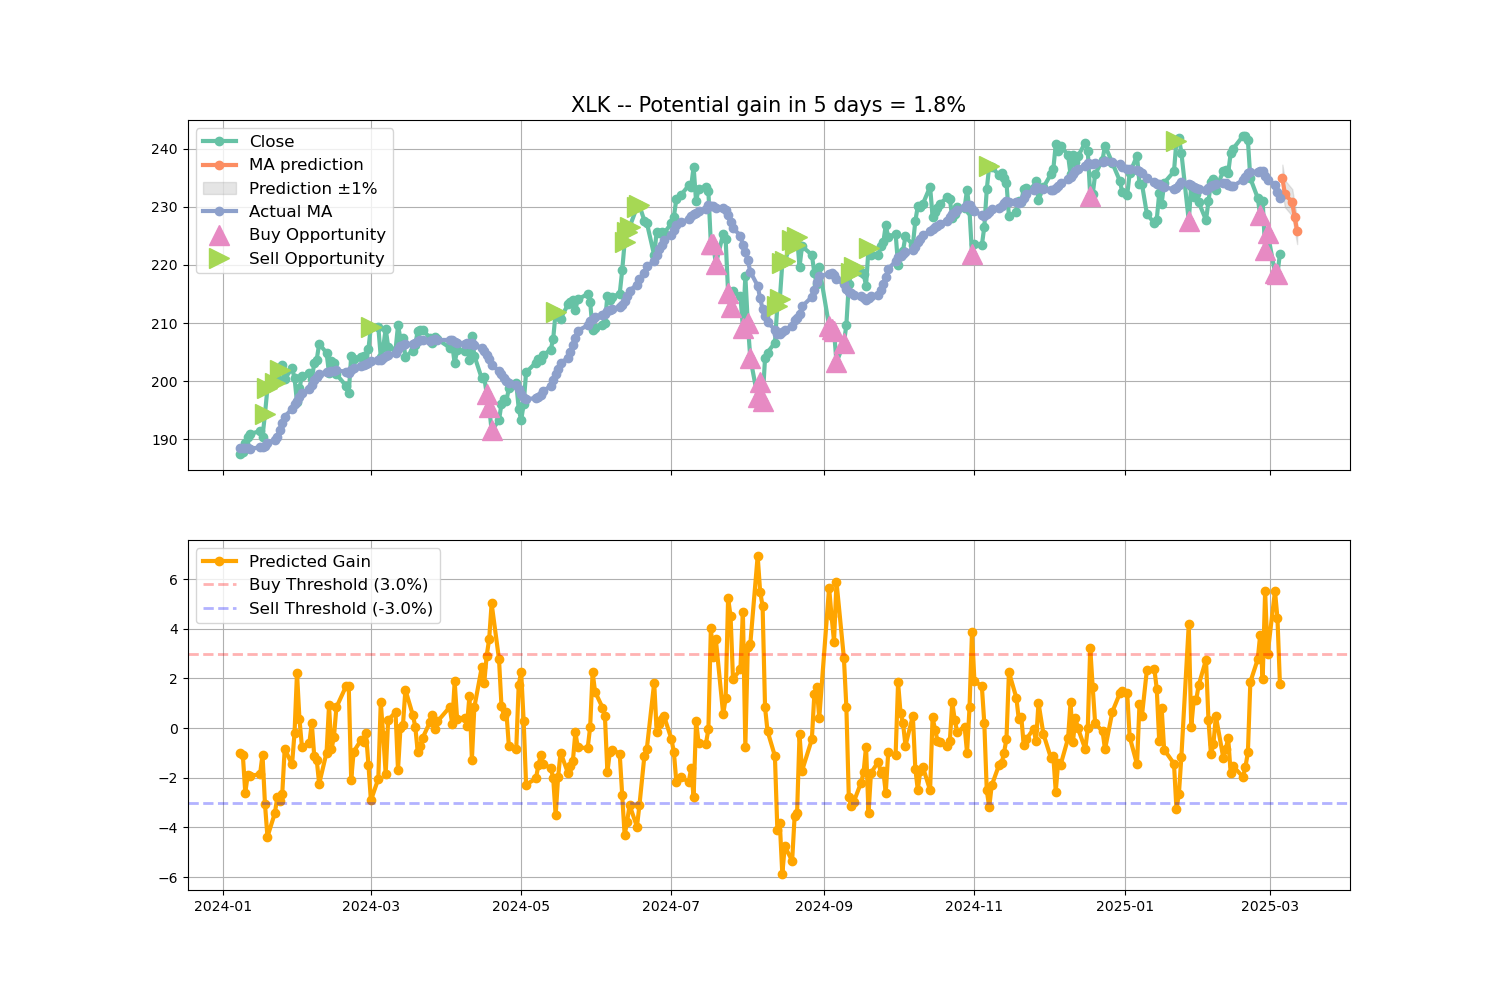 XLK -- Potential gain in 5 days = 1.8%
Close
MA prediction
Prediction ±1%
Actual MA
Buy Opportunity
Sell Opportunity
240
230
220
210
200
190
Predicted Gain
Buy Threshold (3.0%)
Sell Threshold (-3.0%)
6
4
2
0
−2
−4
−6
2024-01 2024-03 2024-05 2024-07 2024-09 2024-11 2025-01 2025-03